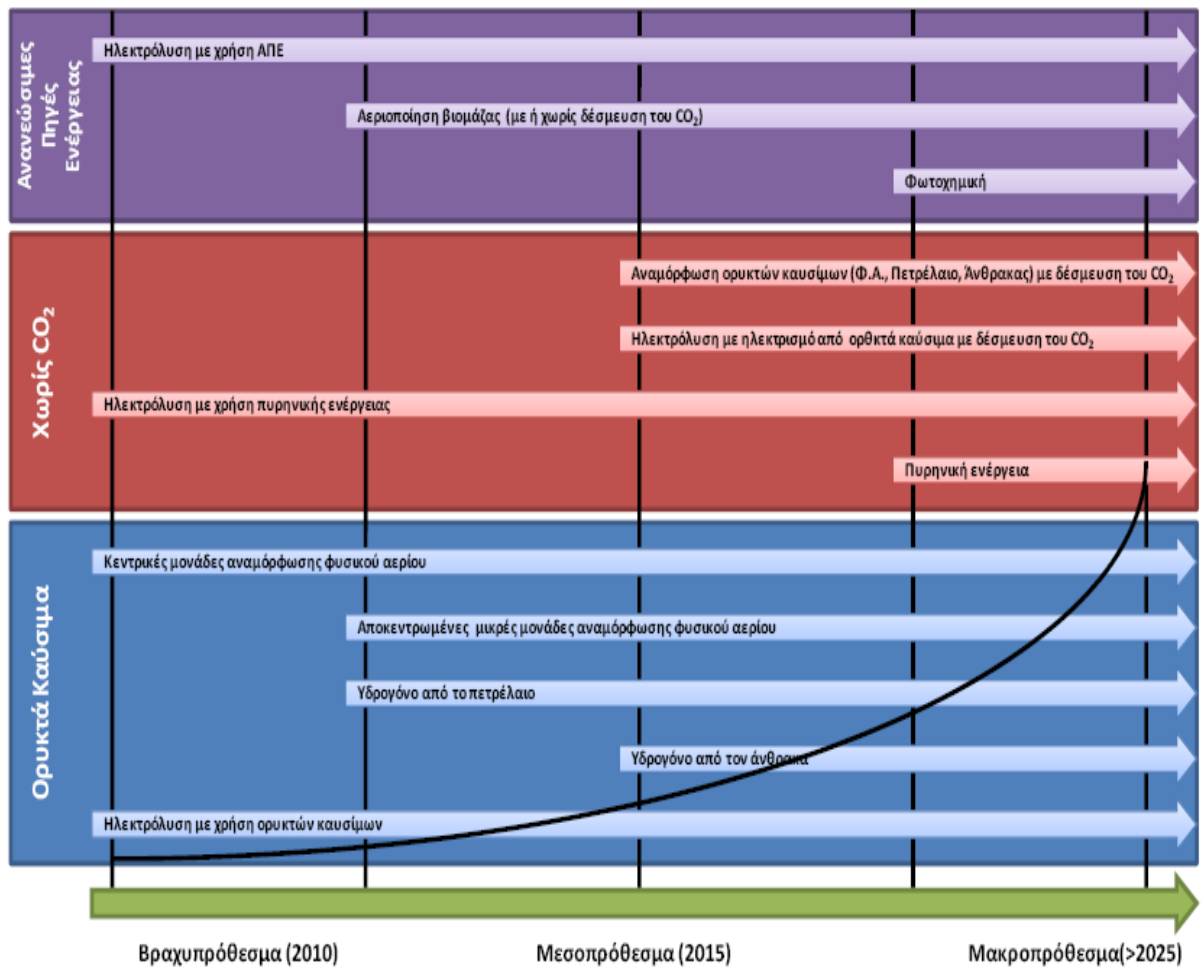 Ανανεώσιμες
Πηγές
Ενέργειας
Ηλεκτρόλυση με χρήση ΑΠΕ
Αεριοποίηση βιομάζας (με ή χωρίς δέσμευση του CO₂)
Φωτοχημική
Χωρίς CO₂
Αναμόρφωση ορυκτών καυσίμων (Φ.Α., Πετρέλαιο, Άνθρακας) με δέσμευση του CO₂
Ηλεκτρόλυση με ηλεκτρισμό από ορθκτά καύσιμα με δέσμευση του CO₂
Ηλεκτρόλυση με χρήση πυρηνικής ενέργειας
Πυρηνική ενέργεια
Ορυκτά Καύσιμα
Κεντρικές μονάδες αναμόρφωσης φυσικού αερίου
Αποκεντρωμένες μικρές μονάδες αναμόρφωσης φυσικού αερίου
Υδρογόνο από το πετρέλαιο
Υδρογόνο από τον άνθρακα
Ηλεκτρόλυση με χρήση ορυκτών καυσίμων
Βραχυπρόθεσμα (2010)
Μεσοπρόθεσμα (2015)
Μακροπρόθεσμα(>2025)